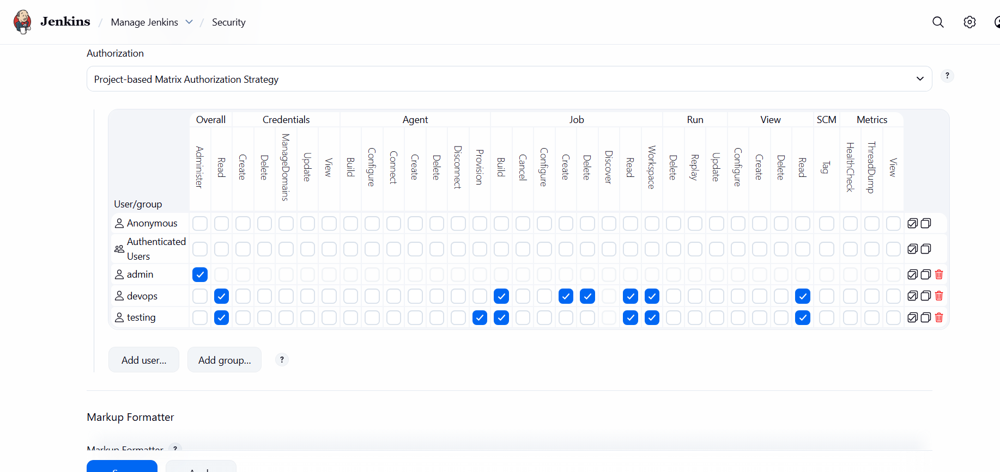 Jenkins / Manage Jenkins / Security
Authorization
Project-based Matrix Authorization Strategy
?
Overall Credentials Agent Job Run View SCM Metrics
User/group Administer Read Create Delete ManageDomains Update View Build Configure Connect Create Delete Disconnect Provision Build Cancel Configure Create Delete Discover Read Workspace Delete Replay Update Configure Create Delete Read Tag HealthCheck ThreadDump View
Anonymous
Authenticated
Users
admin
devops
testing
Add user... Add group... ?
Markup Formatter
Markup Formatter ?